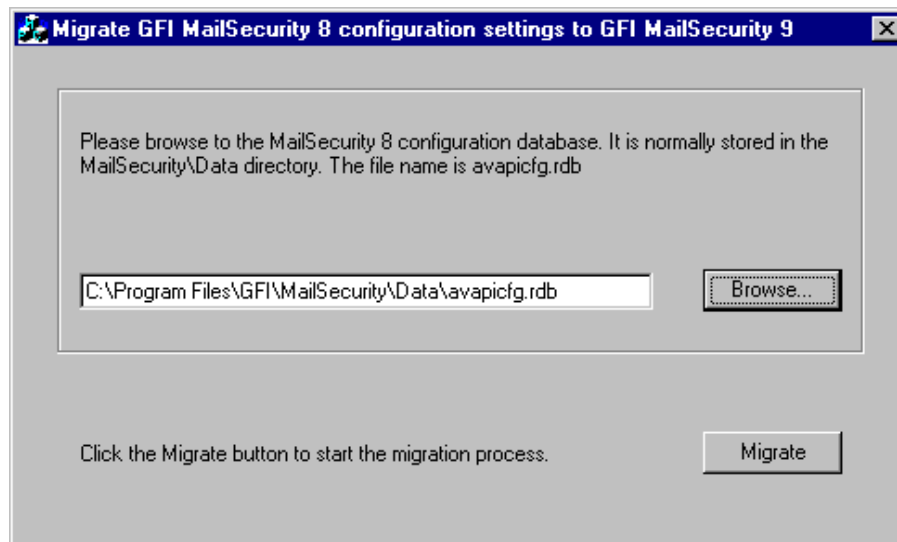 Migrate GFI MailSecurity 8 configuration settings to GFI MailSecurity 9
Please browse to the MailSecurity 8 configuration database. It is normally stored in the
MailSecurity\Data directory. The file name is avapicfg.rdb
C:\Program Files\GFI\MailSecurity\Data\avapicfg.rdb
Browse...
Click the Migrate button to start the migration process.
Migrate